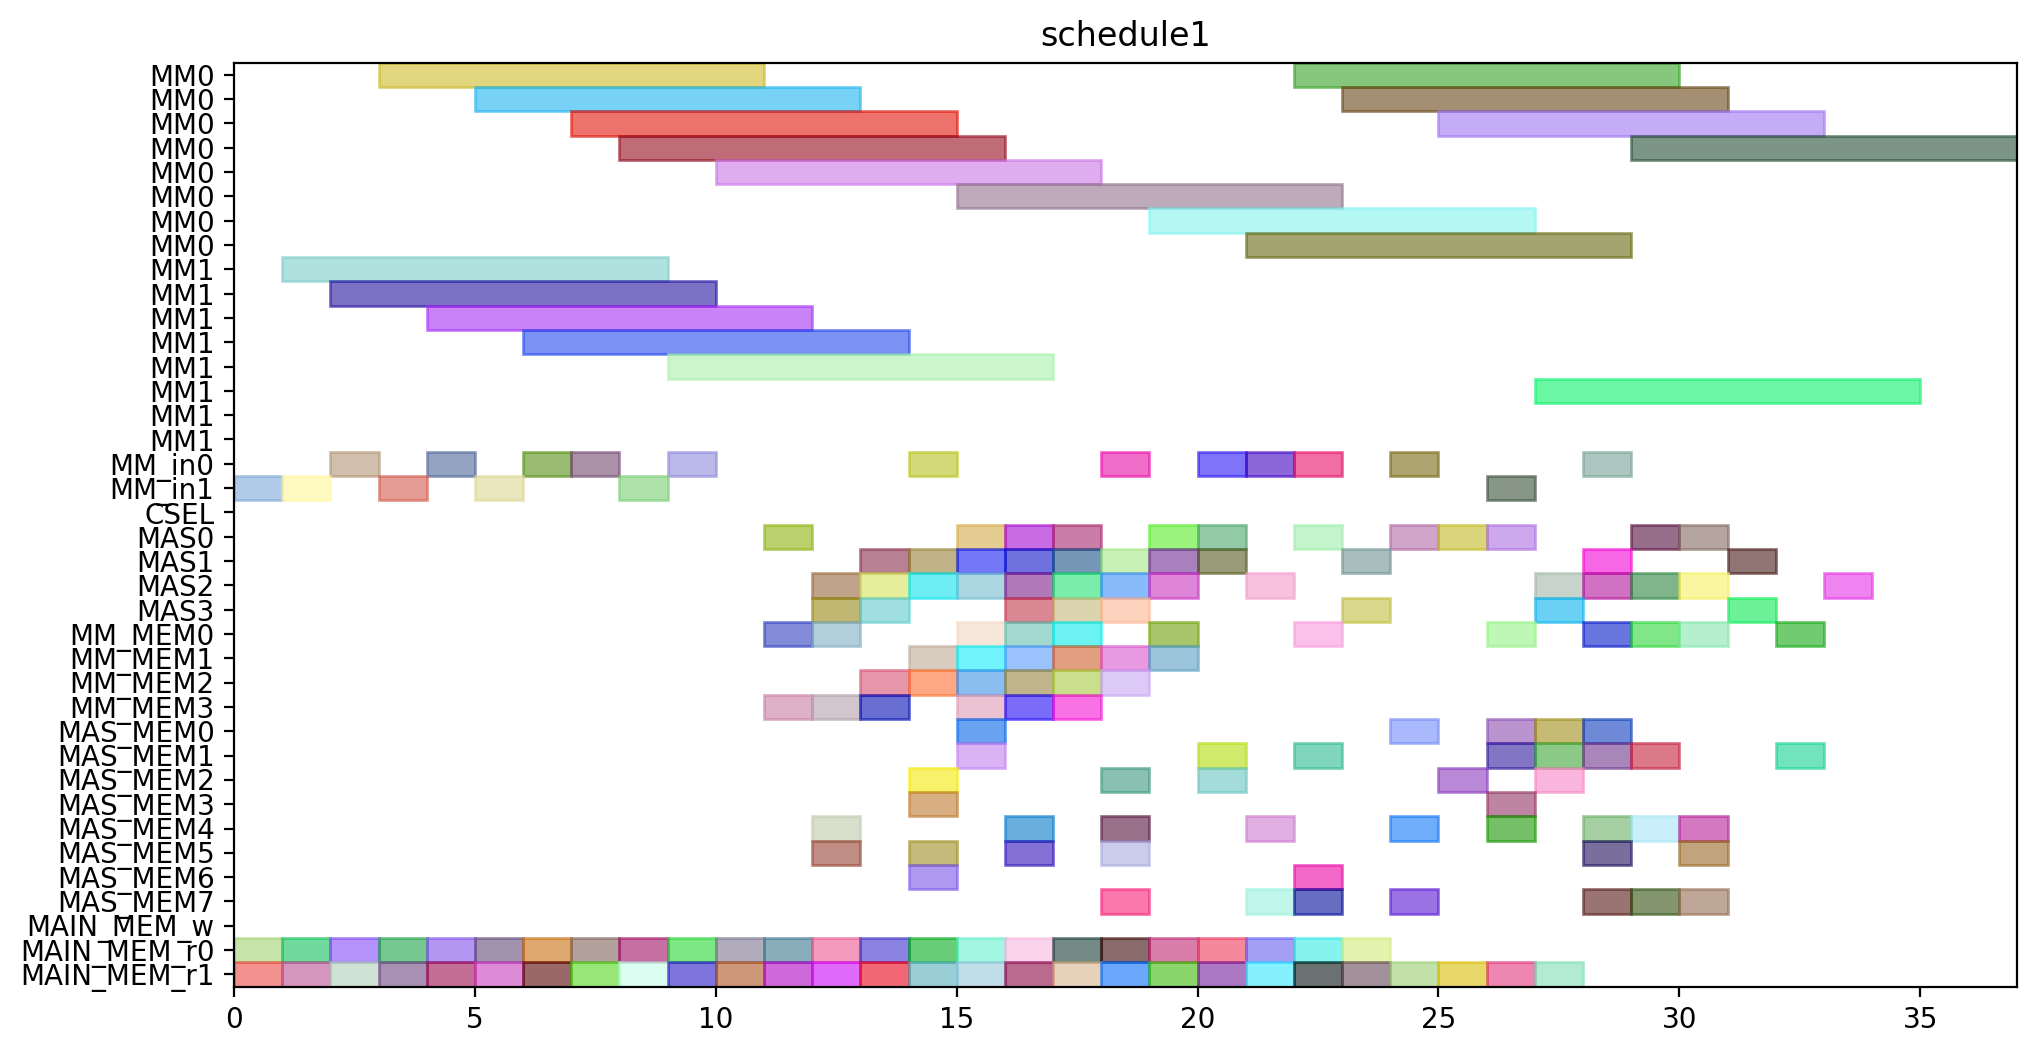 schedule1
MM0
MM0
MM0
MM0
MM0
MM0
MM0
MM0
MM1
MM1
MM1
MM1
MM1
MM1
MM1
MM1
MM_in0
MM_in1
CSEL
MAS0
MAS1
MAS2
MAS3
MM_MEM0
MM_MEM1
MM_MEM2
MM_MEM3
MAS_MEM0
MAS_MEM1
MAS_MEM2
MAS_MEM3
MAS_MEM4
MAS_MEM5
MAS_MEM6
MAS_MEM7
MAIN_MEM_w
MAIN_MEM_r0
MAIN_MEM_r1
0 5 10 15 20 25 30 35